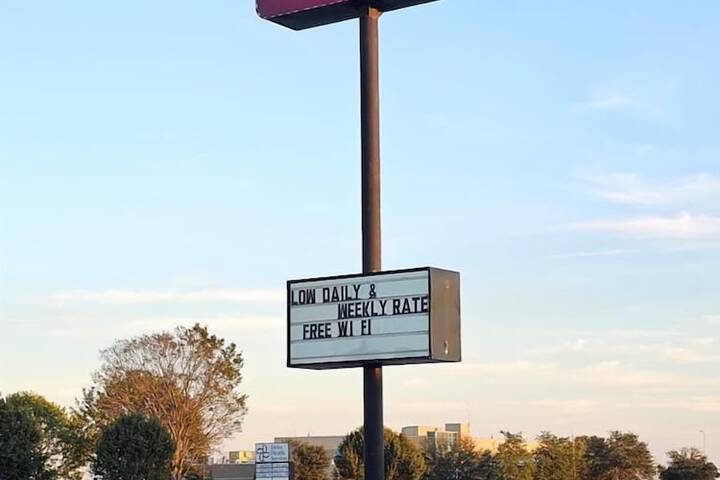 LOW DAILY &
WEEKLY RATE
FREE WI FI